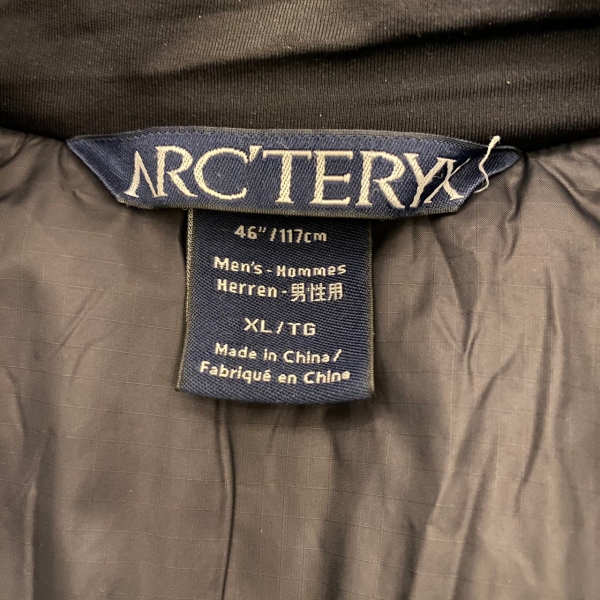 ARC'TERYX
46"/117cm
Men's-Hommes
Herren-男性用
XL/TG
Made in China/
Fabriqué en Chine